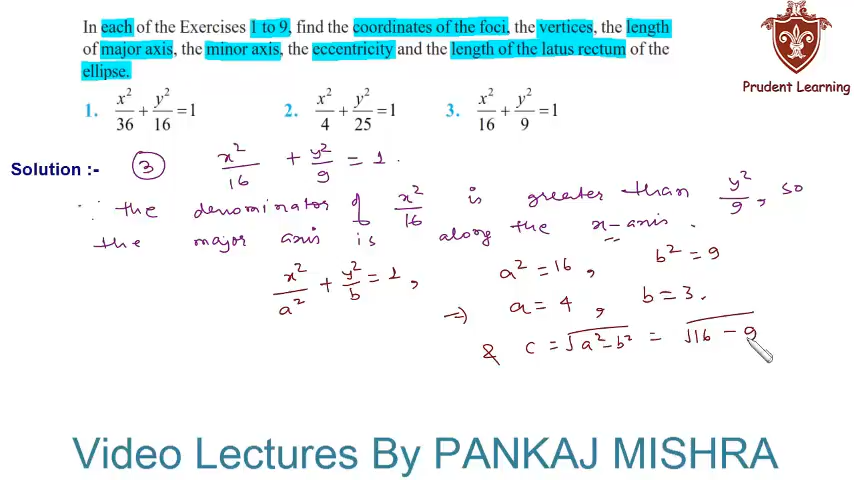 In each of the Exercises 1 to 9, find the coordinates of the foci, the vertices, the length
of major axis, the minor axis, the eccentricity and the length of the latus rectum of the
ellipse.
Prudent Learning
1. x²/36 + y²/16 = 1 2. x²/4 + y²/25 = 1 3. x²/16 + y²/9 = 1
Solution :- 3 x²/16 + y²/9 = 1.
∵ the denominator of x²/16 is greater than y²/9, so
the major axis is along the x-axis.
x²/a² + y²/b = 1, a² = 16, b² = 9
⇒ a = 4, b = 3.
& c = √a²-b² = √16 - 9
Video Lectures By PANKAJ MISHRA